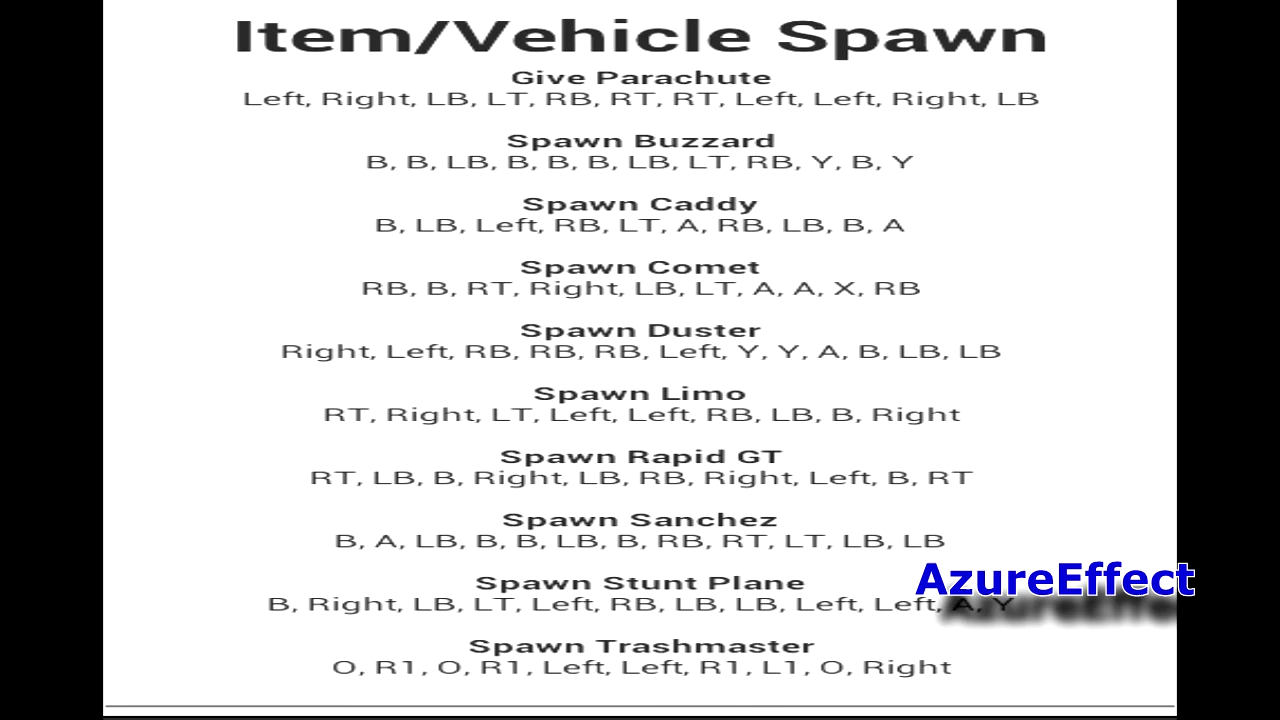 Item/Vehicle Spawn
Give Parachute
Left, Right, LB, LT, RB, RT, RT, Left, Left, Right, LB
Spawn Buzzard
B, B, LB, B, B, B, LB, LT, RB, Y, B, Y
Spawn Caddy
B, LB, Left, RB, LT, A, RB, LB, B, A
Spawn Comet
RB, B, RT, Right, LB, LT, A, A, X, RB
Spawn Duster
Right, Left, RB, RB, RB, Left, Y, Y, A, B, LB, LB
Spawn Limo
RT, Right, LT, Left, Left, RB, LB, B, Right
Spawn Rapid GT
RT, LB, B, Right, LB, RB, Right, Left, B, RT
Spawn Sanchez
B, A, LB, B, B, LB, B, RB, RT, LT, LB, LB
AzureEffect
Spawn Stunt Plane
B, Right, LB, LT, Left, RB, LB, LB, Left, Left, A, Y
Spawn Trashmaster
O, R1, O, R1, Left, Left, R1, L1, O, Right